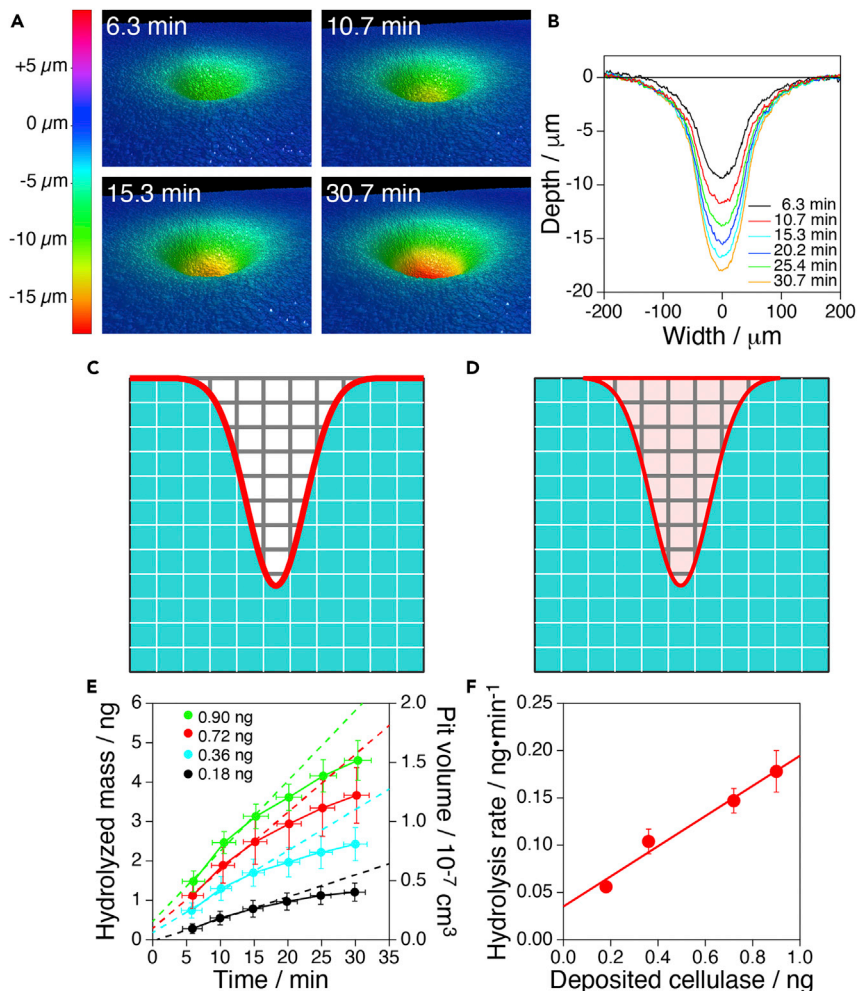 A
+5 μm
0 μm
-5 μm
-10 μm
-15 μm
6.3 min
10.7 min
15.3 min
30.7 min
B
Depth / μm
0
-5
-10
-15
-20
6.3 min
10.7 min
15.3 min
20.2 min
25.4 min
30.7 min
-200
-100
0
100
200
Width / μm
C
D
E
Hydrolyzed mass / ng
6
5
4
3
2
1
0
0.90 ng
0.72 ng
0.36 ng
0.18 ng
2.0
1.5
1.0
0.5
0.0
Pit volume / 10⁻⁷ cm³
0
5
10
15
20
25
30
35
Time / min
F
Hydrolysis rate / ng•min⁻¹
0.25
0.20
0.15
0.10
0.05
0.00
0.0
0.2
0.4
0.6
0.8
1.0
Deposited cellulase / ng